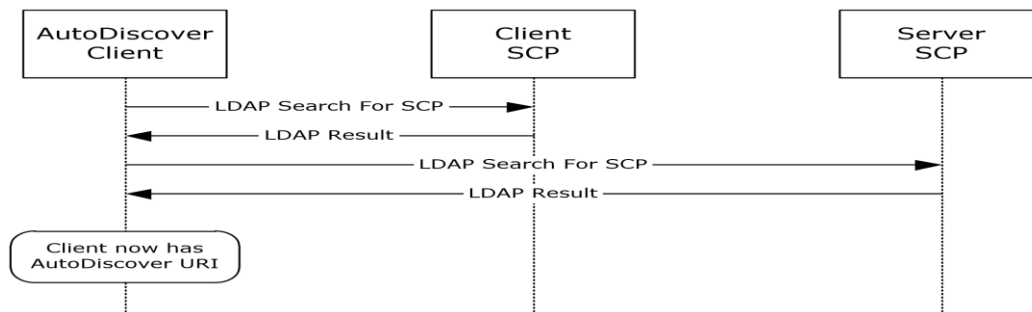 AutoDiscover
Client
Client
SCP
Server
SCP
LDAP Search For SCP
LDAP Result
LDAP Search For SCP
LDAP Result
Client now has
AutoDiscover URI